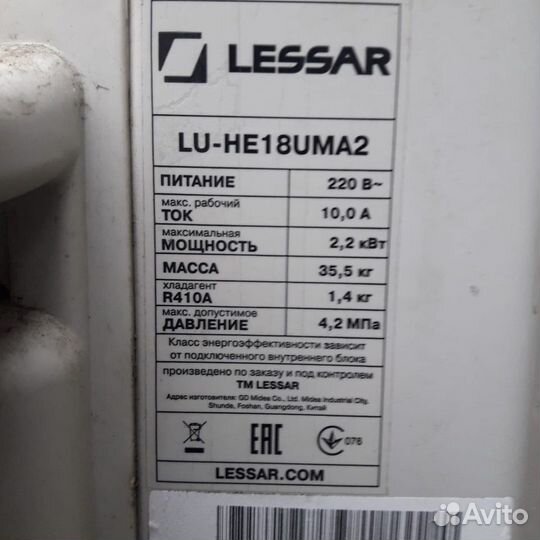 LESSAR
LU-HE18UMA2
ПИТАНИЕ 220 В~
макс. рабочий
ТОК 10,0 А
максимальная
МОЩНОСТЬ 2,2 кВт
МАССА 35,5 кг
хладагент
R410A 1,4 кг
макс. допустимое
ДАВЛЕНИЕ 4,2 МПа
Класс энергоэффективности зависит
от подключенного внутреннего блока
произведено по заказу и под контролем
TM LESSAR
Адрес изготовителя: GD Midea Co., Ltd. Midea Industrial City,
Shunde, Foshan, Guangdong, Китай
EAC 076
LESSAR.COM
Avito